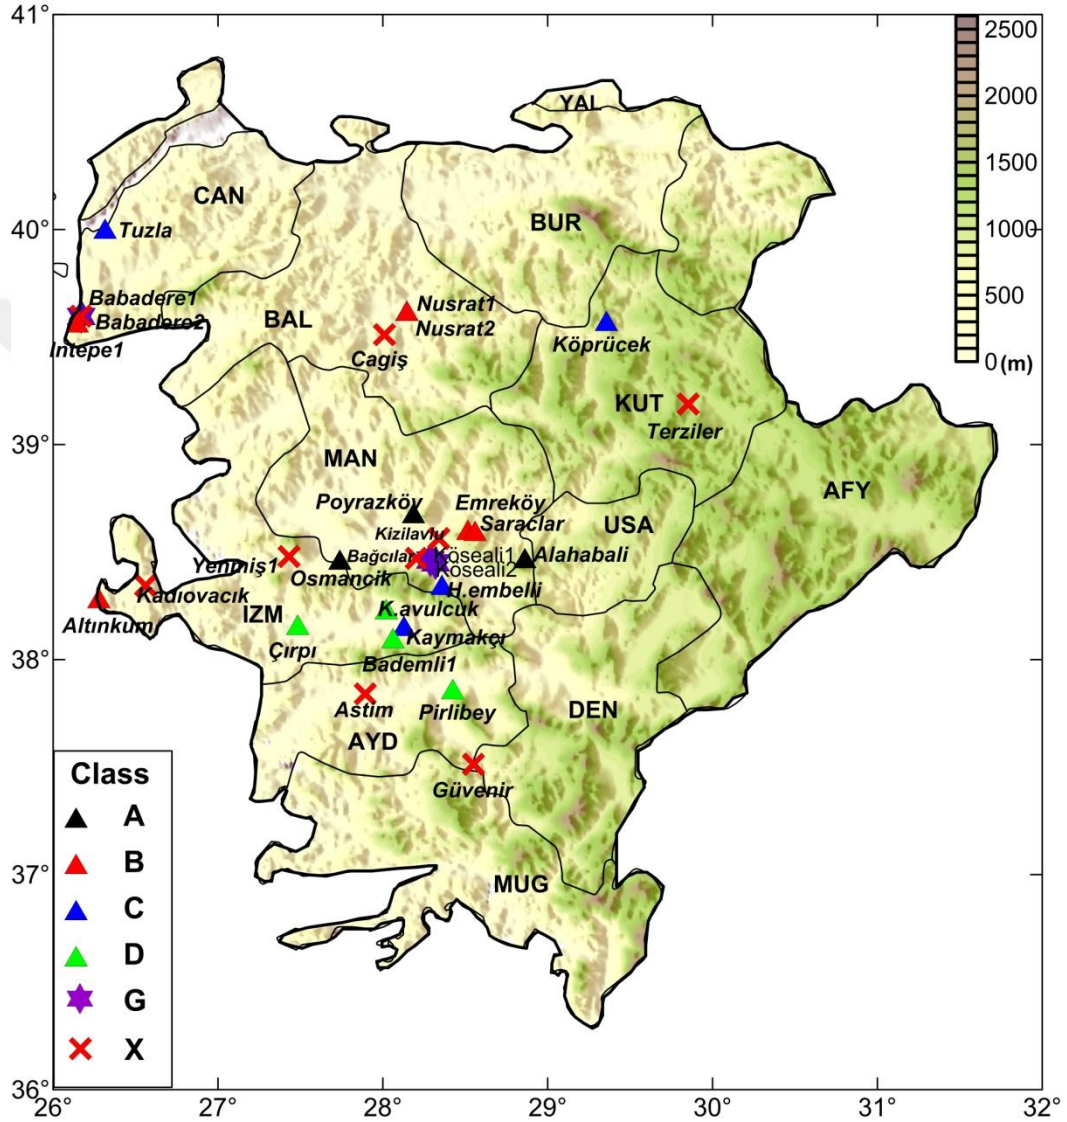 41°
40°
39°
38°
37°
36°
26°
27°
28°
29°
30°
31°
32°
2500
2000
1500
1000
500
0 (m)
YAL
CAN
BUR
BAL
KUT
MAN
AFY
USA
IZM
DEN
AYD
MUG
Tuzla
Babadere1
Babadere2
Intepe1
Nusrat1
Nusrat2
Cagiş
Köprücek
Terziler
Poyrazköy
Emreköy
Saraclar
Kizilavlu
Bağcılar
Köseali1
Köseali2
Alahabali
Yenmiş1
Osmancik
H.embelli
Kadıovacık
Altınkum
K.avulcuk
Kaymakçı
Çırpı
Bademli1
Astim
Pirlibey
Güvenir
Class
A
B
C
D
G
X